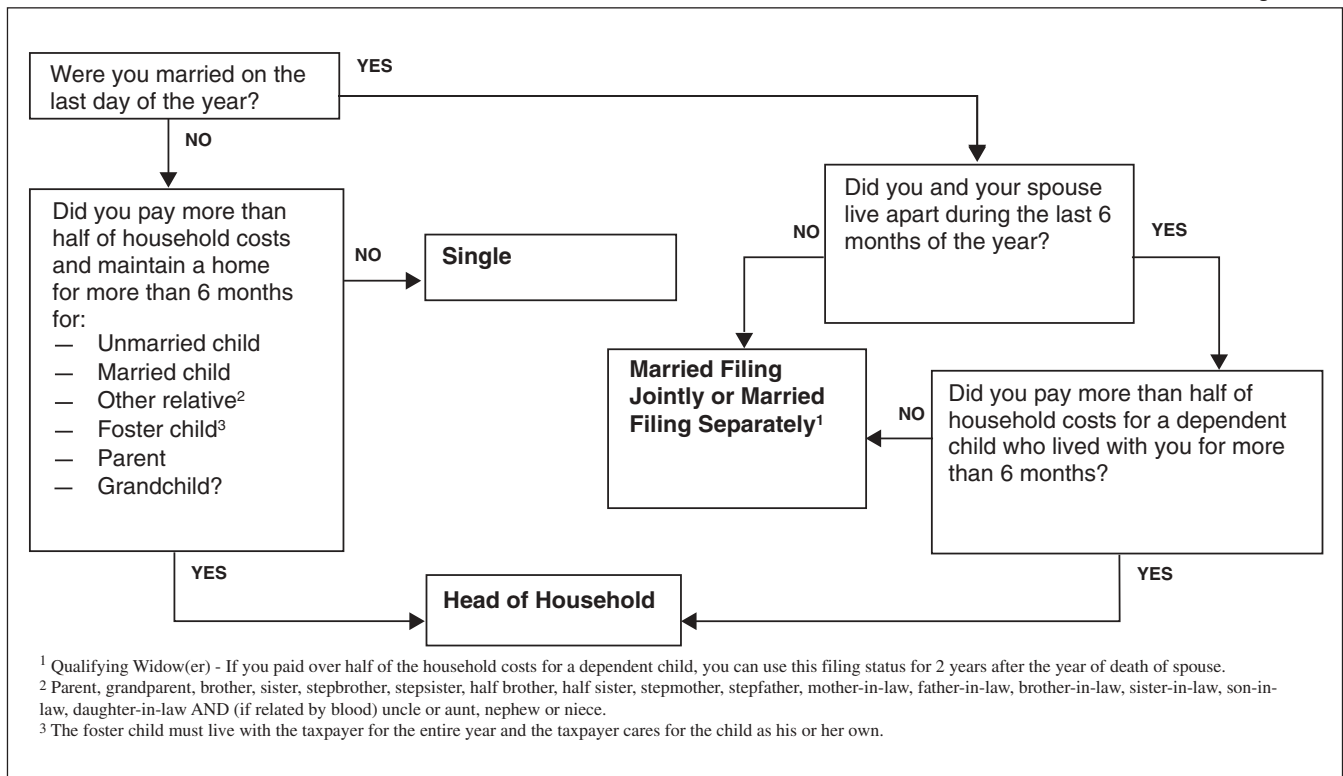 Were you married on the
last day of the year?
YES
NO
Did you pay more than
half of household costs
and maintain a home
for more than 6 months
for:
— Unmarried child
— Married child
— Other relative²
— Foster child³
— Parent
— Grandchild?
NO
Single
YES
Did you and your spouse
live apart during the last 6
months of the year?
NO
YES
Married Filing
Jointly or Married
Filing Separately¹
NO
Did you pay more than half of
household costs for a dependent
child who lived with you for more
than 6 months?
YES
Head of Household
¹ Qualifying Widow(er) - If you paid over half of the household costs for a dependent child, you can use this filing status for 2 years after the year of death of spouse.
² Parent, grandparent, brother, sister, stepbrother, stepsister, half brother, half sister, stepmother, stepfather, mother-in-law, father-in-law, brother-in-law, sister-in-law, son-in-
law, daughter-in-law AND (if related by blood) uncle or aunt, nephew or niece.
³ The foster child must live with the taxpayer for the entire year and the taxpayer cares for the child as his or her own.